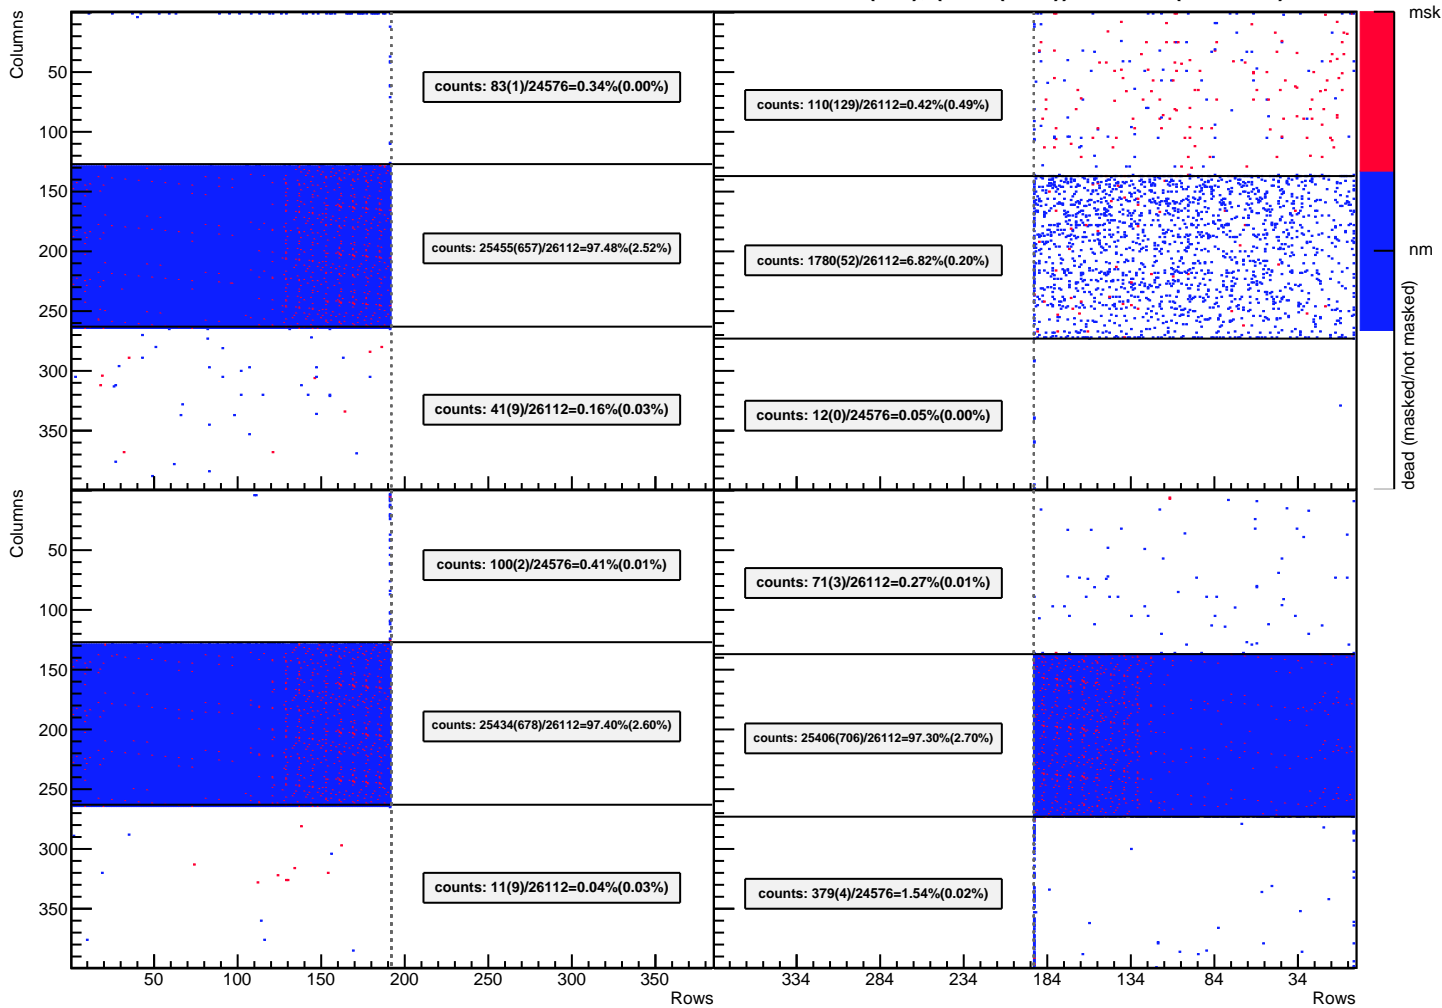 msk
Columns
50
counts: 83(1)/24576=0.34%(0.00%)
counts: 110(129)/26112=0.42%(0.49%)
100
150
200
counts: 25455(657)/26112=97.48%(2.52%)
counts: 1780(52)/26112=6.82%(0.20%)
nm
250
300
350
counts: 41(9)/26112=0.16%(0.03%)
counts: 12(0)/24576=0.05%(0.00%)
dead (masked/not masked)
Columns
50
counts: 100(2)/24576=0.41%(0.01%)
counts: 71(3)/26112=0.27%(0.01%)
100
150
200
counts: 25434(678)/26112=97.40%(2.60%)
counts: 25406(706)/26112=97.30%(2.70%)
250
300
350
counts: 11(9)/26112=0.04%(0.03%)
counts: 379(4)/24576=1.54%(0.02%)
50 100 150 200 250 300 350 334 284 234 184 134 84 34
Rows Rows